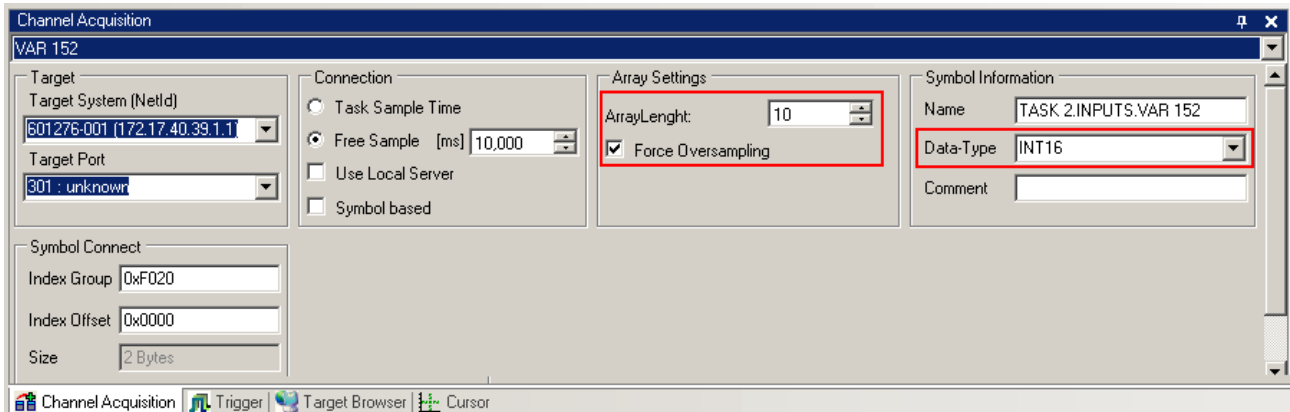 Channel Acquisition
VAR 152
Target
Target System (NetId)
601276-001 (172.17.40.39.1.1)
Target Port
301 : unknown
Connection
Task Sample Time
Free Sample [ms] 10,000
Use Local Server
Symbol based
Array Settings
ArrayLenght: 10
Force Oversampling
Symbol Information
Name TASK 2.INPUTS.VAR 152
Data-Type INT16
Comment
Symbol Connect
Index Group 0xF020
Index Offset 0x0000
Size 2 Bytes
Channel Acquisition Trigger Target Browser Cursor